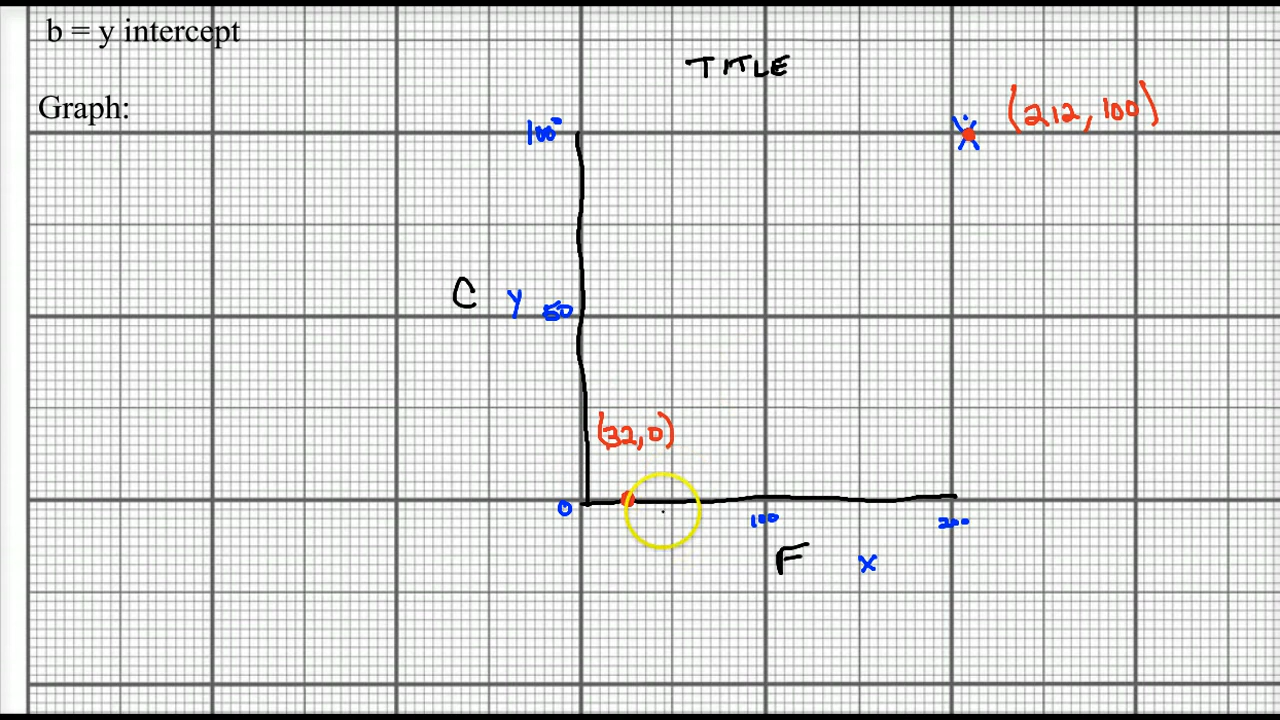 b = y intercept
TITLE
Graph:
(212, 100)
100°
C y 50
(32, 0)
0
100
200
F x